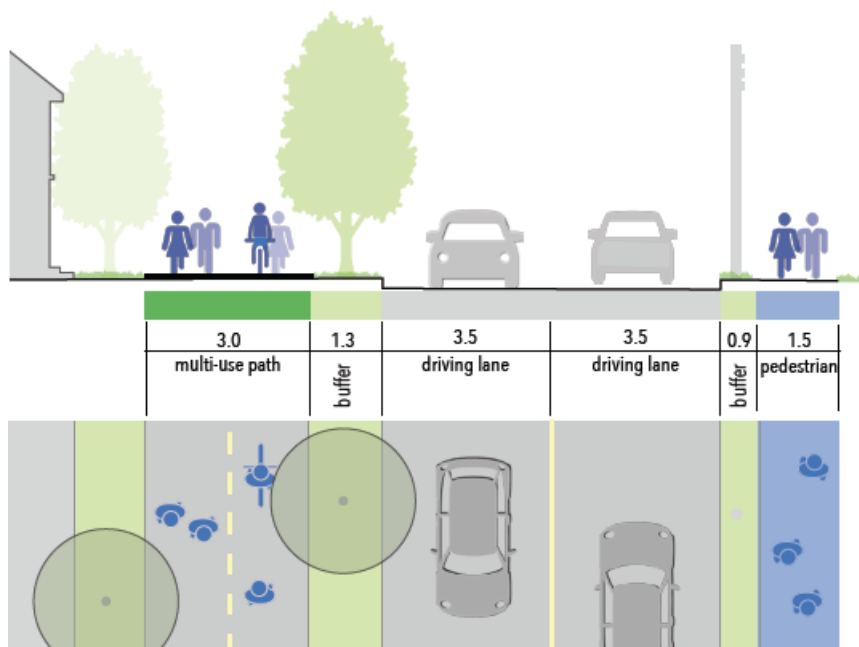 3.0 1.3 3.5 3.5 0.9 1.5
multi-use path buffer driving lane driving lane buffer pedestrian